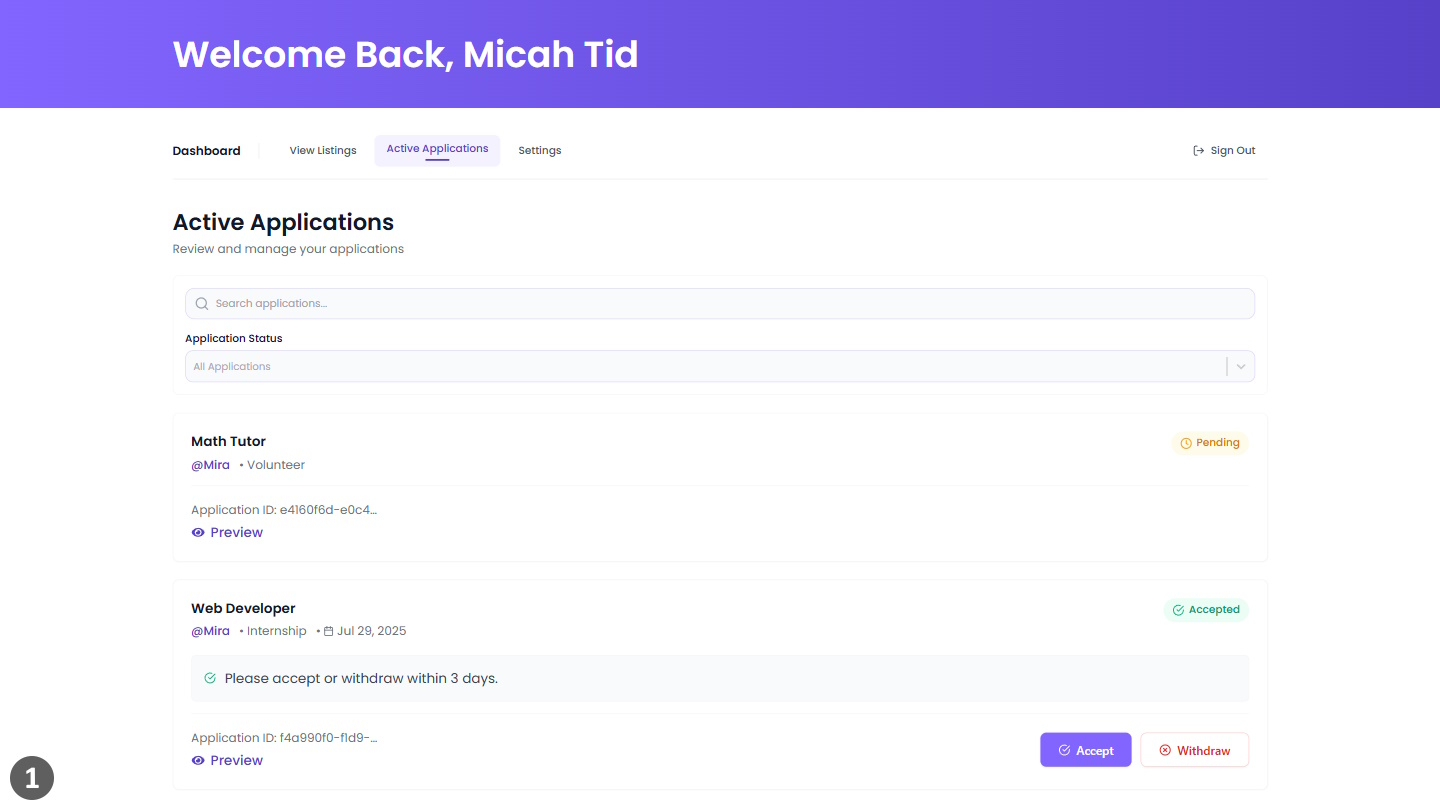 Welcome Back, Micah Tid
Dashboard View Listings Active Applications Settings Sign Out
Active Applications
Review and manage your applications
Search applications...
Application Status
All Applications
Math Tutor Pending
@Mira • Volunteer
Application ID: e4160f6d-e0c4...
Preview
Web Developer Accepted
@Mira • Internship • Jul 29, 2025
Please accept or withdraw within 3 days.
Application ID: f4a990f0-f1d9-...
Preview Accept Withdraw
1